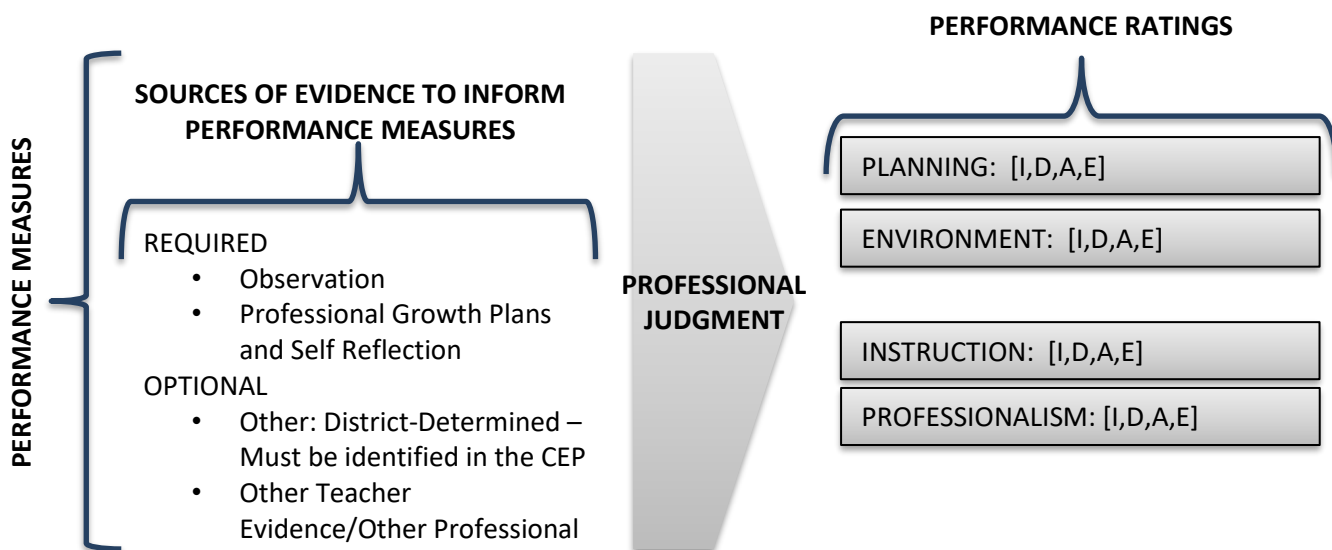 PERFORMANCE RATINGS
SOURCES OF EVIDENCE TO INFORM
PERFORMANCE MEASURES
PERFORMANCE MEASURES
REQUIRED
• Observation
• Professional Growth Plans
and Self Reflection
OPTIONAL
• Other: District-Determined –
Must be identified in the CEP
• Other Teacher
Evidence/Other Professional
PROFESSIONAL
JUDGMENT
PLANNING: [I,D,A,E]
ENVIRONMENT: [I,D,A,E]
INSTRUCTION: [I,D,A,E]
PROFESSIONALISM: [I,D,A,E]